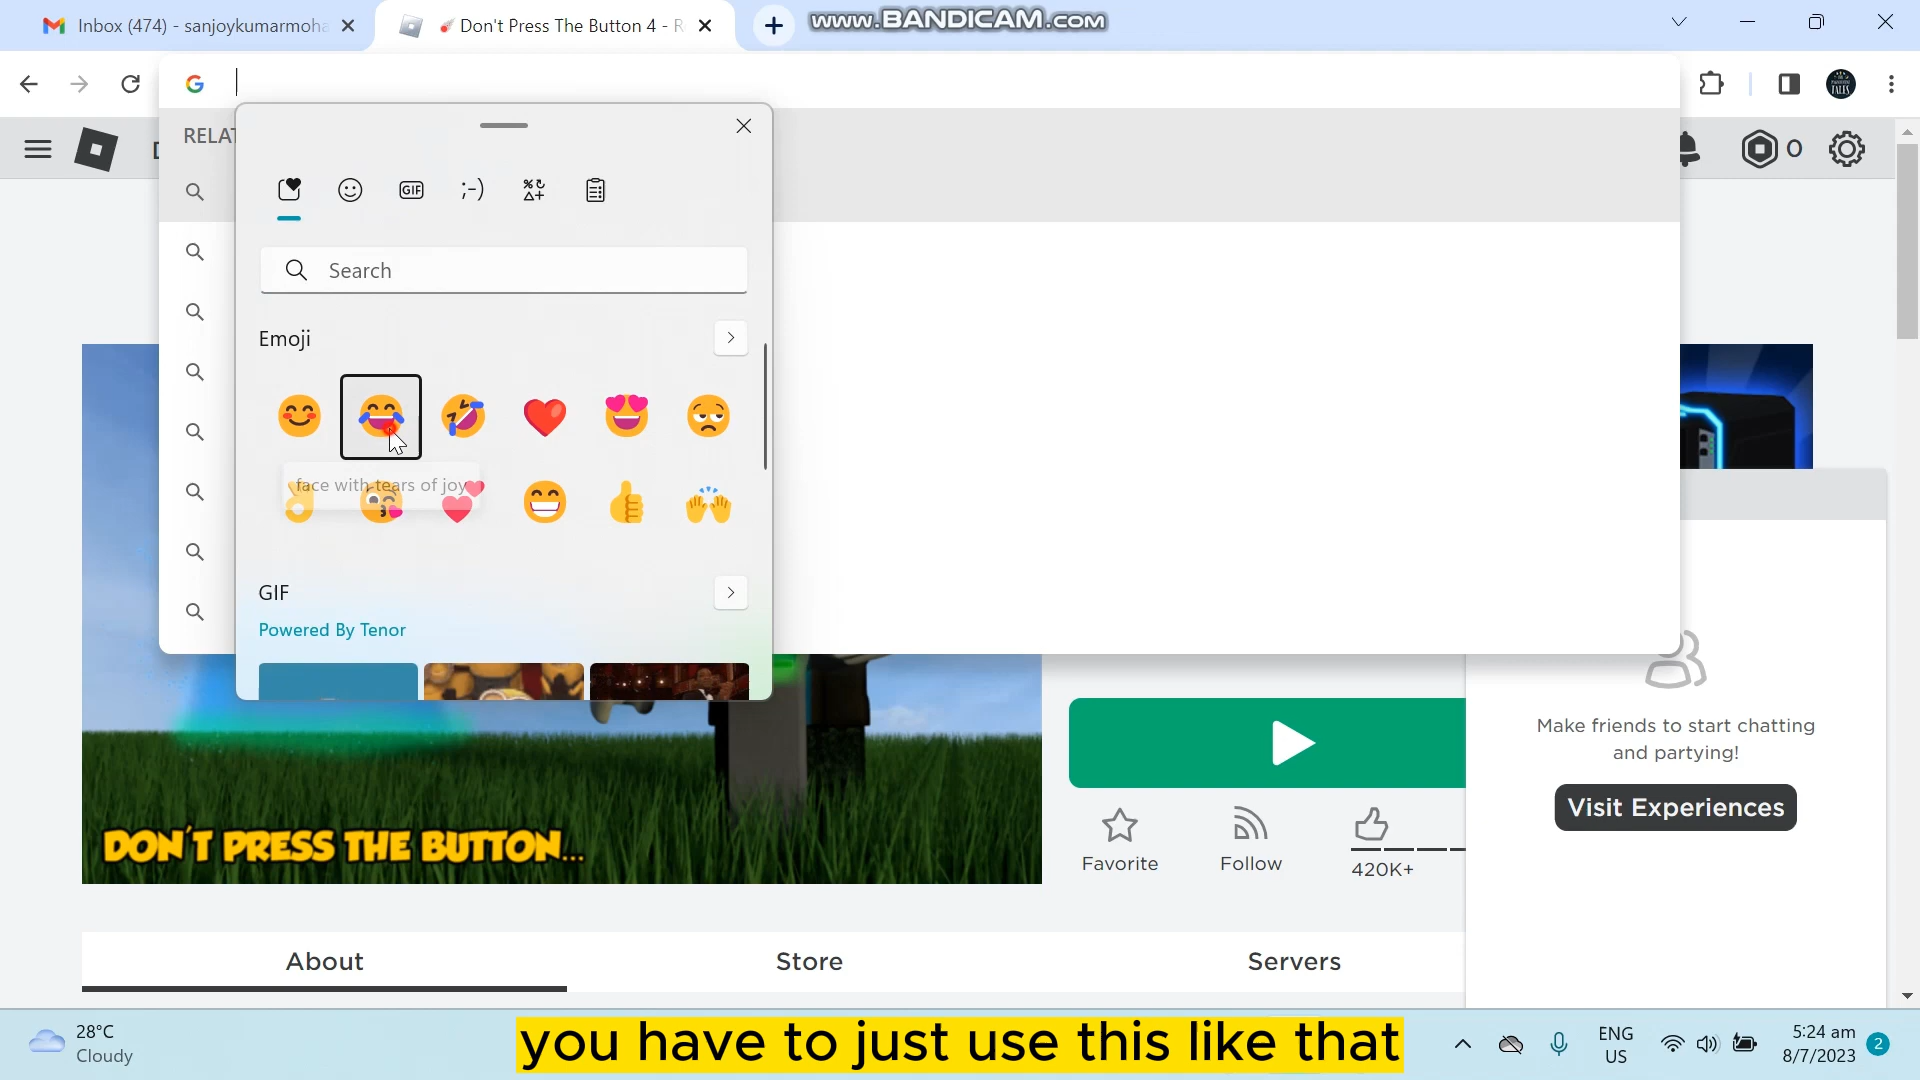 Inbox (474) - sanjoykumarmoha
Don't Press The Button 4 - R
www.BANDICAM.com
RELAT
D
0
GIF
;-)
Search
Emoji
face with tears of joy
GIF
Powered By Tenor
DON'T PRESS THE BUTTON...
Favorite
Follow
420K+
Make friends to start chatting
and partying!
Visit Experiences
About
Store
Servers
28°C
Cloudy
you have to just use this like that
ENG
US
5:24 am
8/7/2023
2